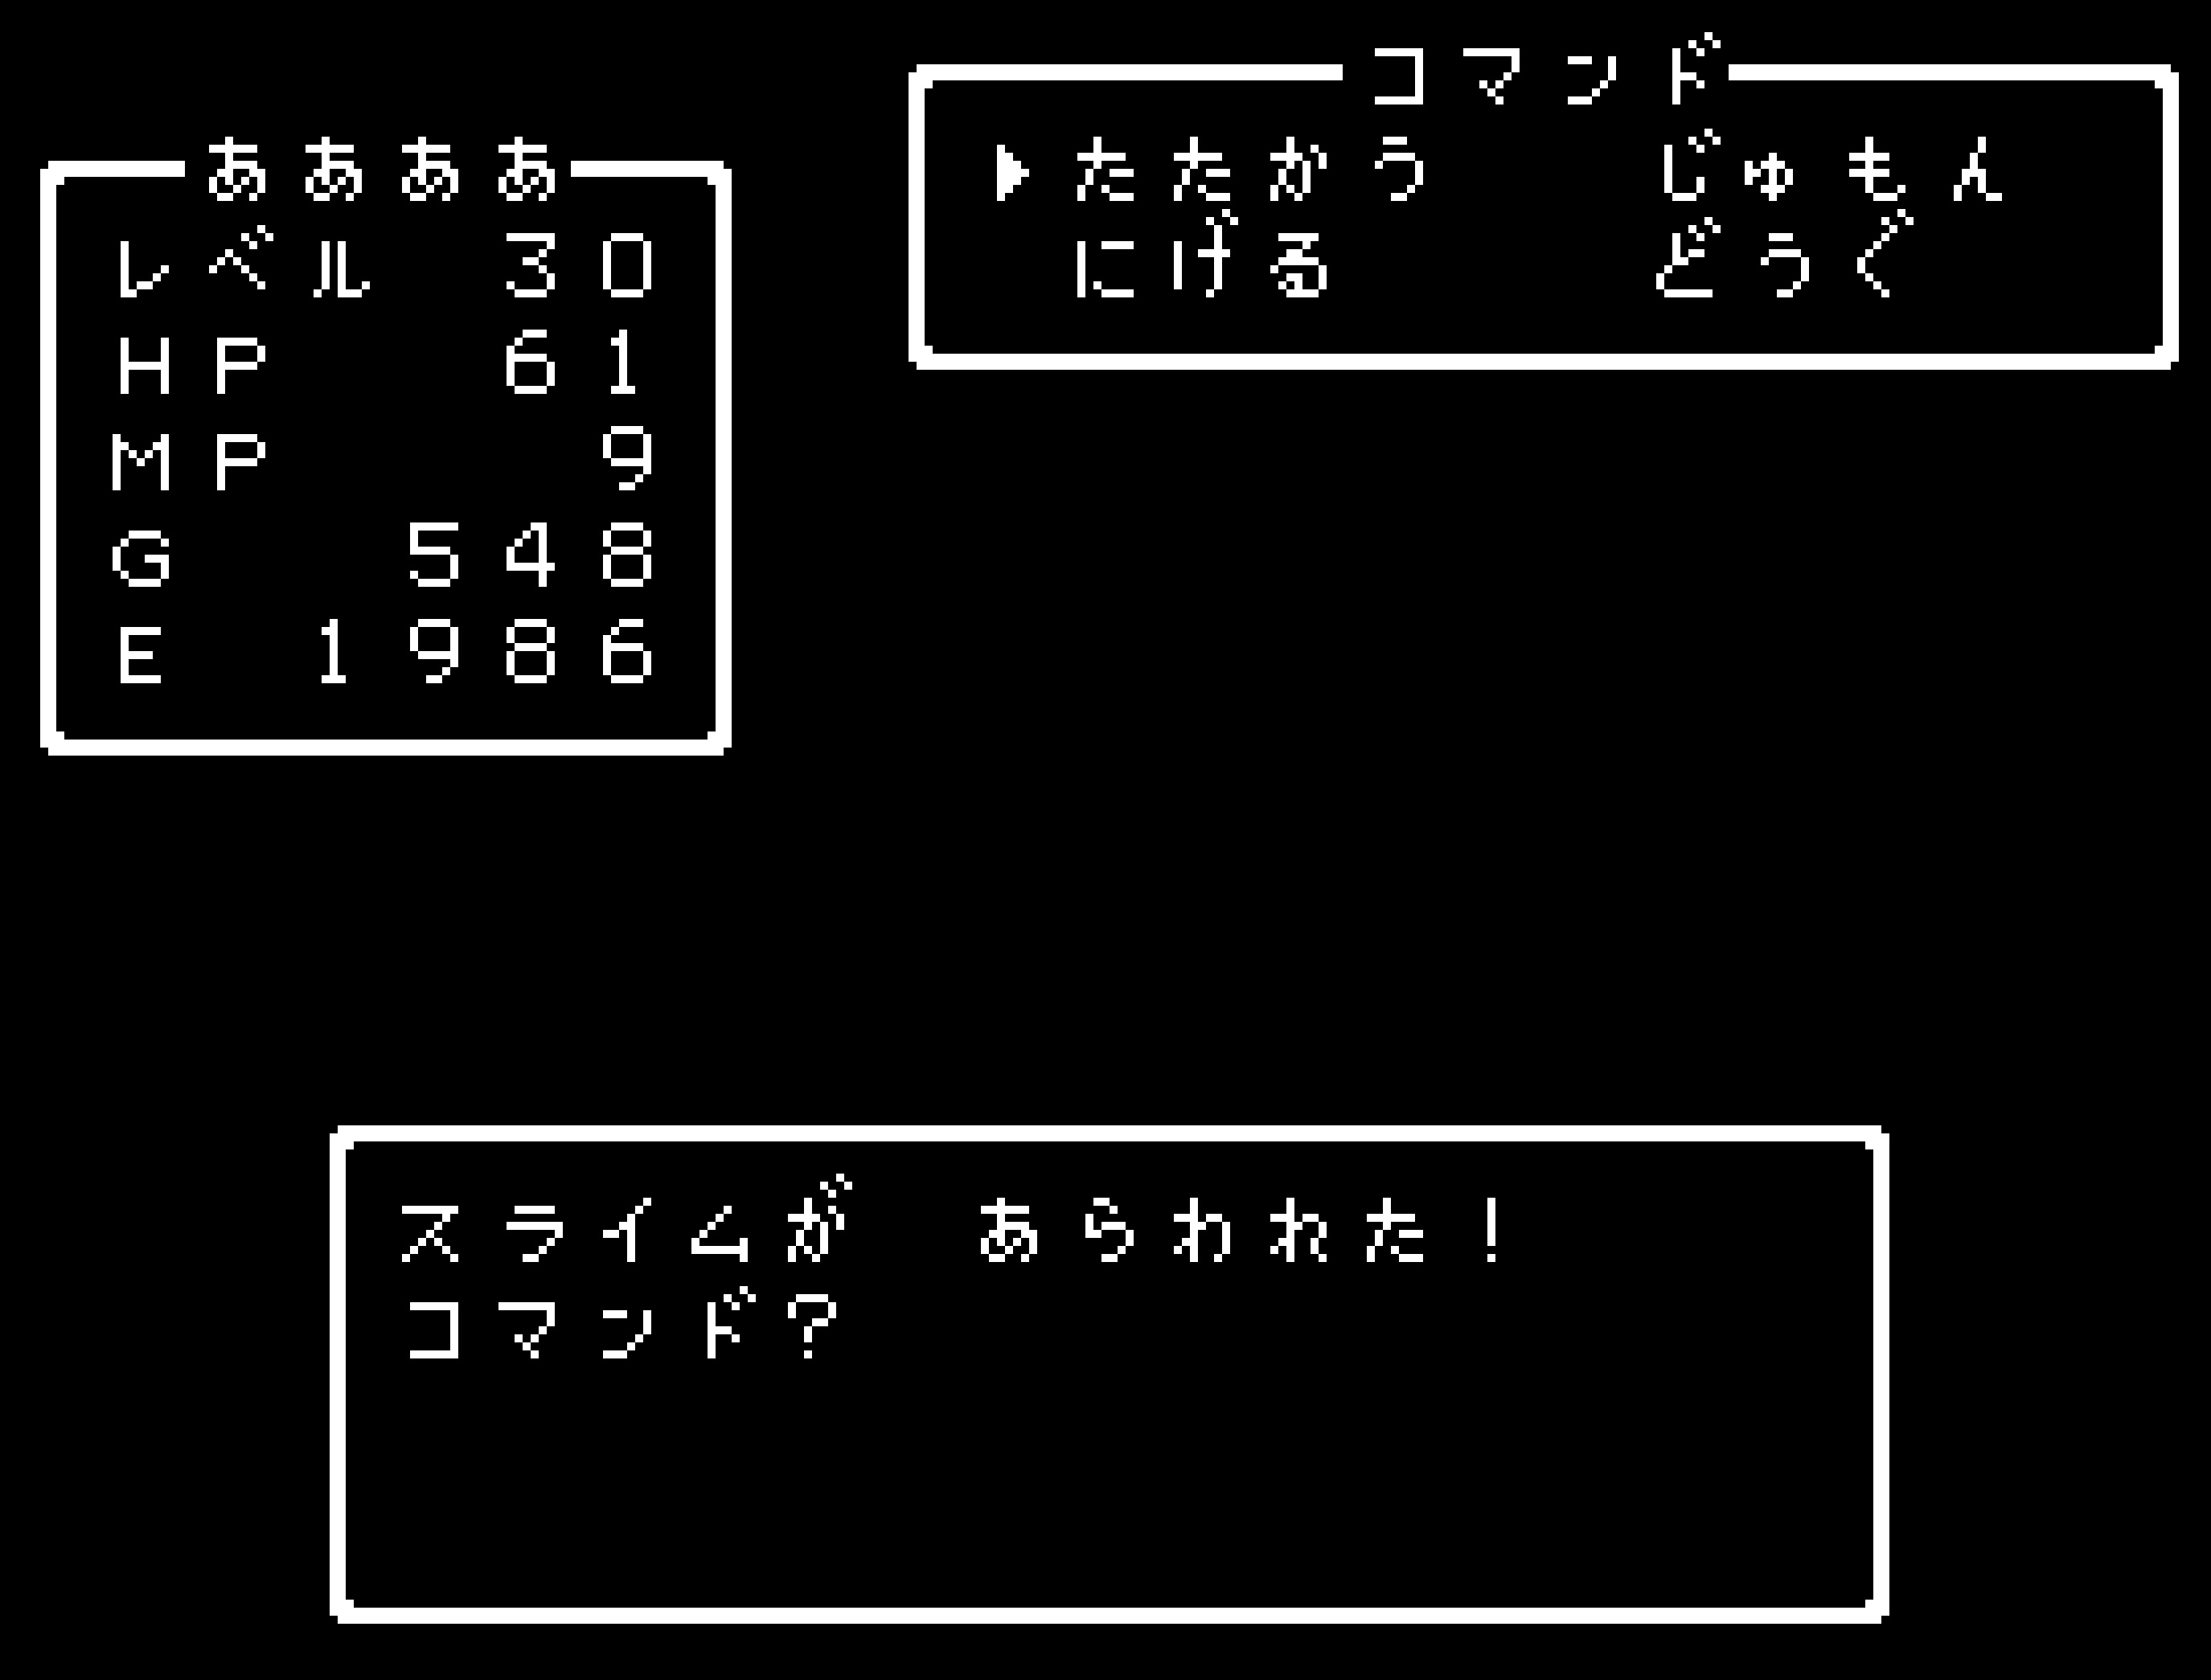 ああああ
レベル 30
HP 61
MP 9
G 548
E 1986
コマンド
▶たたかう じゅもん
にげる どうぐ
スライムが あらわれた!
コマンド?